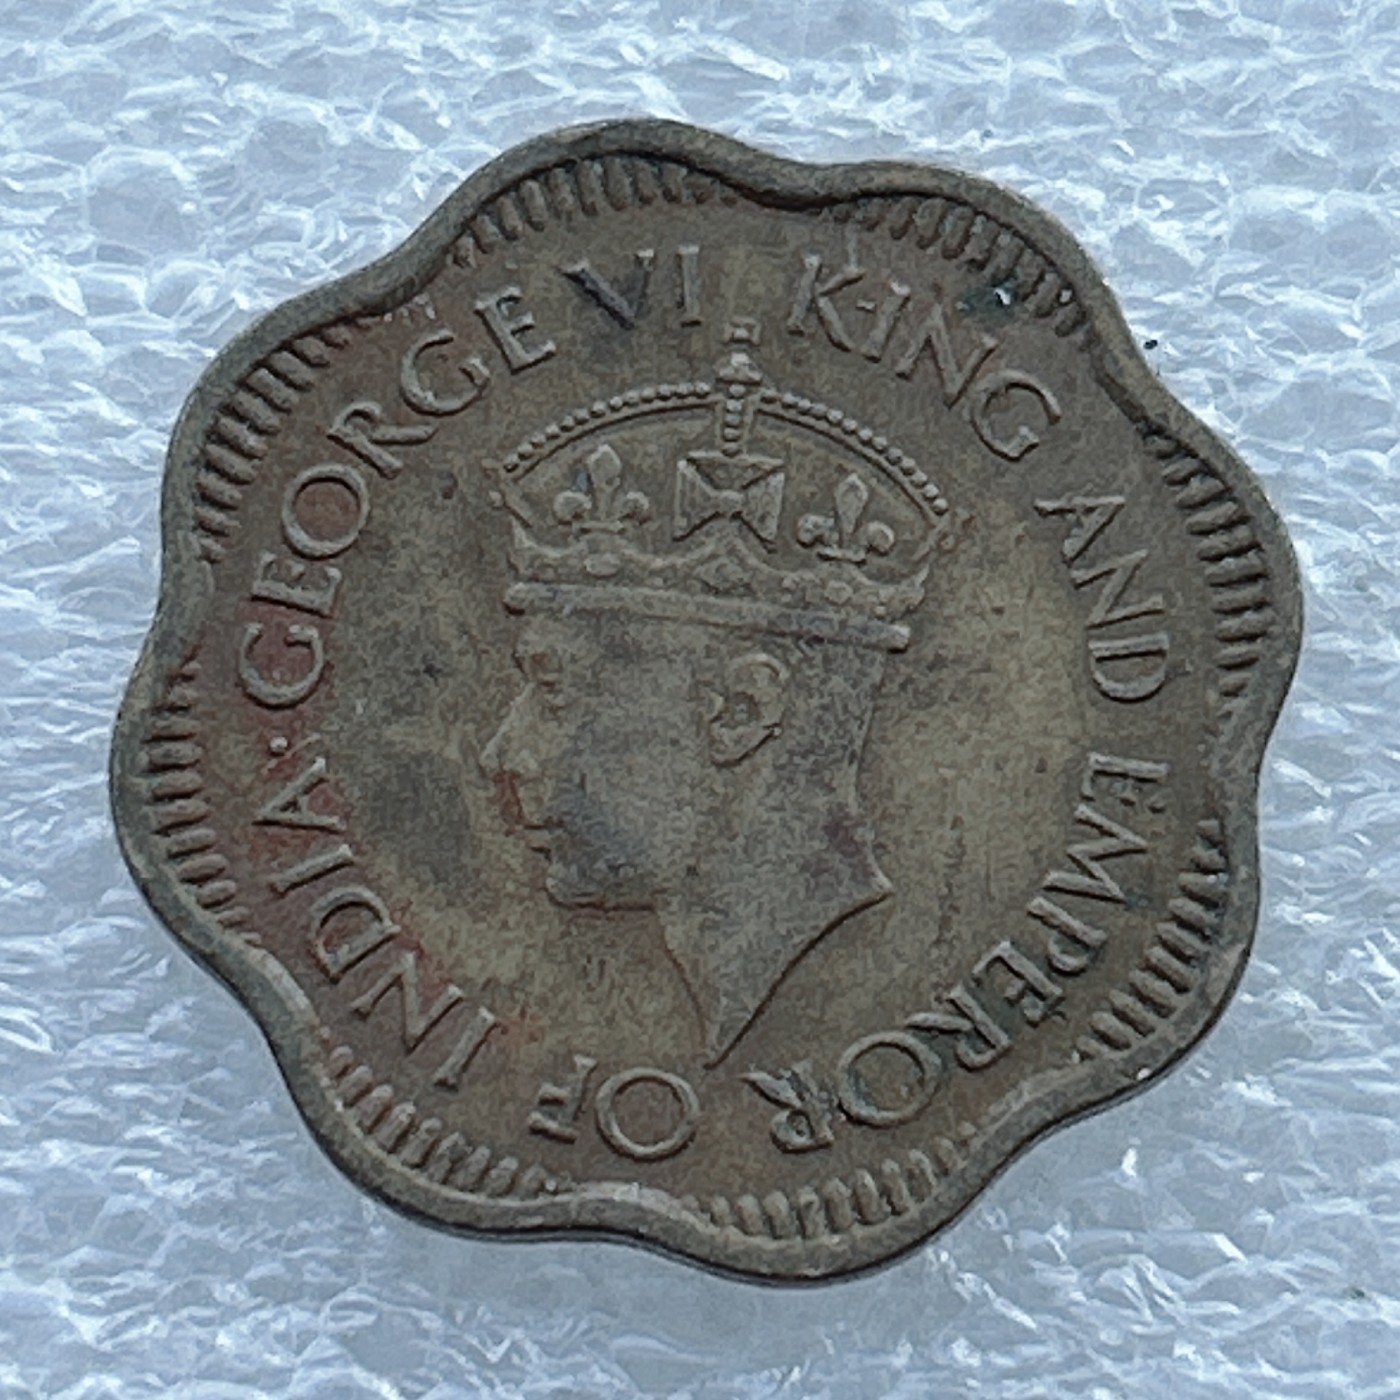 GEORGE VI KING AND EMPEROR OF INDIA·